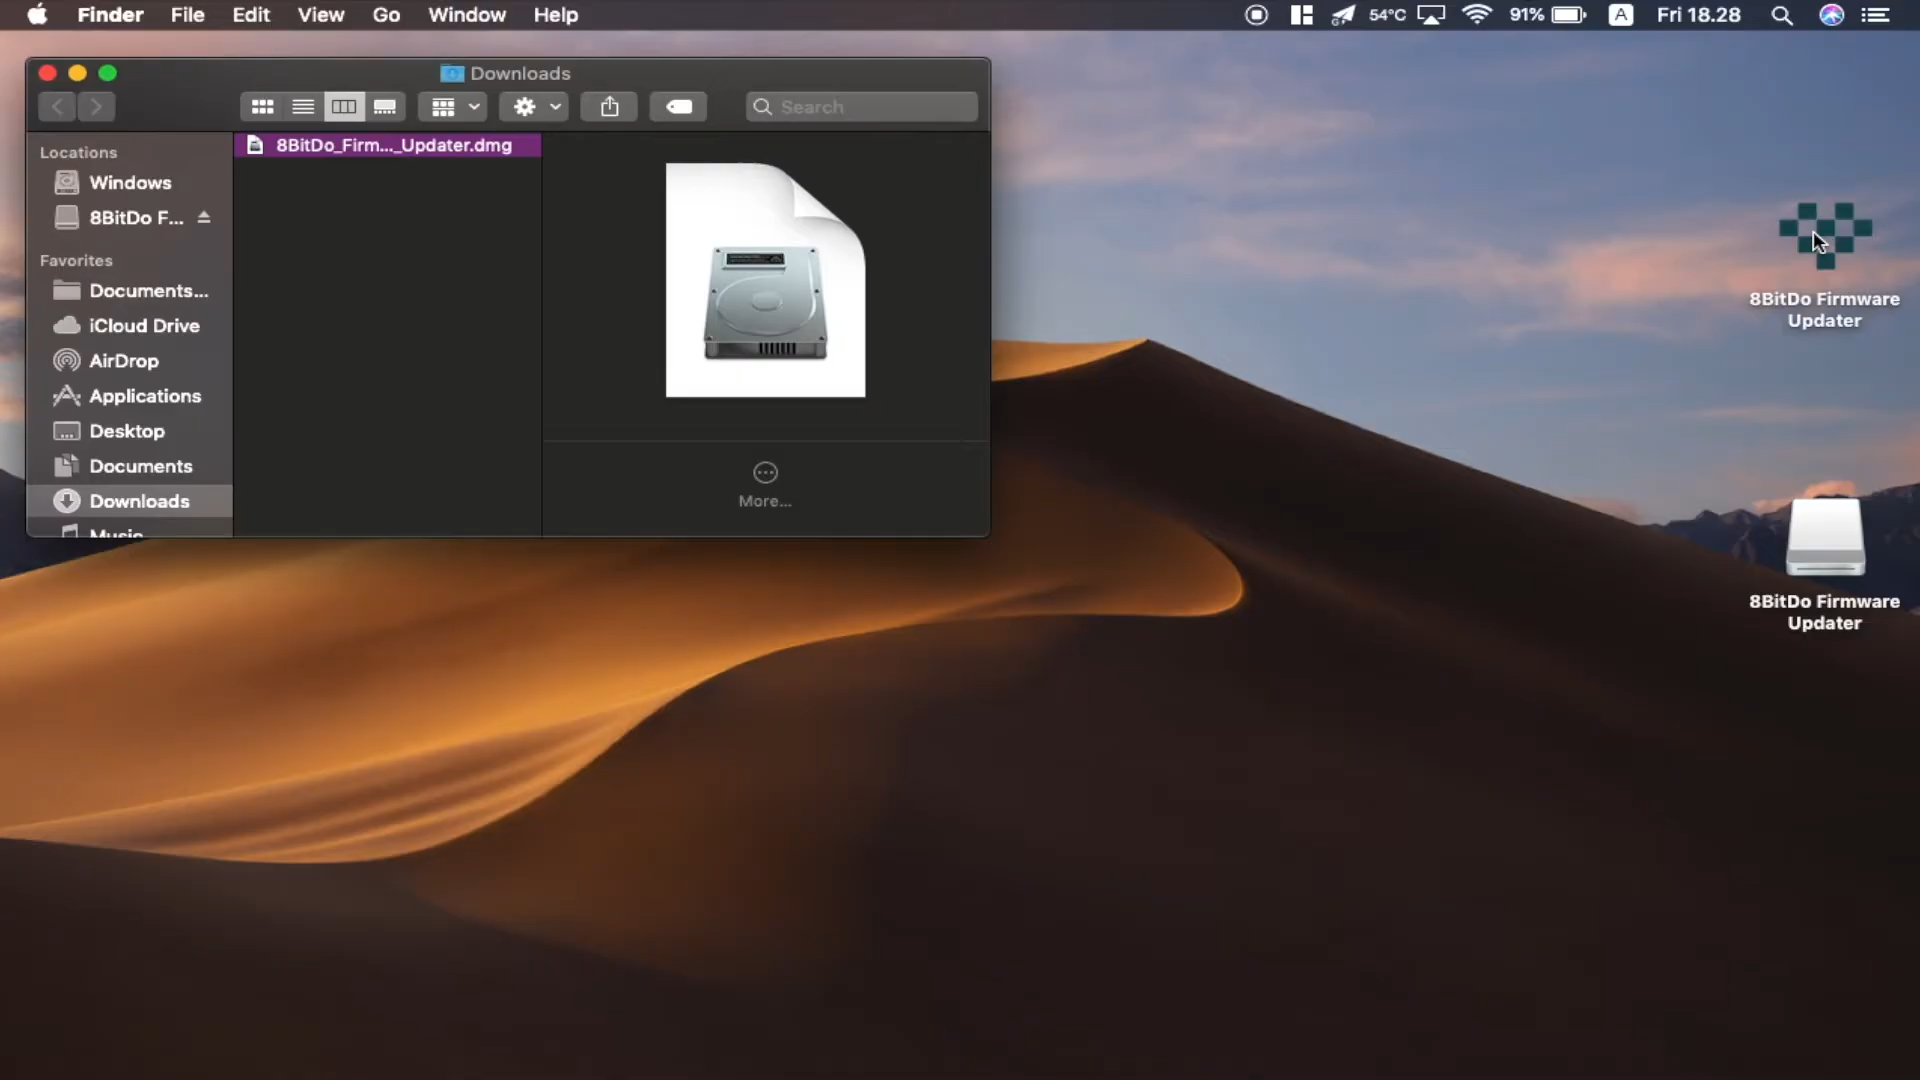 Finder File Edit View Go Window Help 54°C 91% A Fri 18.28
Downloads
Search
Locations
Windows
8BitDo F...
Favorites
Documents...
iCloud Drive
AirDrop
Applications
Desktop
Documents
Downloads
Music
8BitDo_Firm..._Updater.dmg
More...
8BitDo Firmware
Updater
8BitDo Firmware
Updater